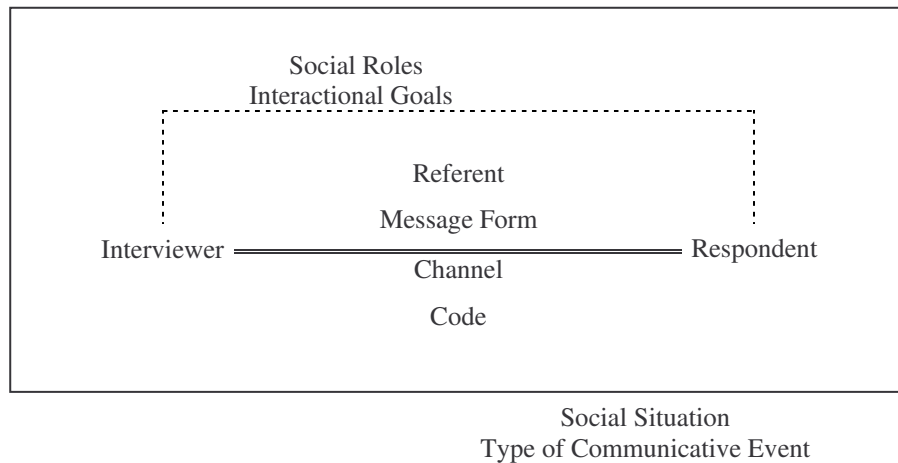 Social Roles
Interactional Goals
Referent
Message Form
Interviewer
Respondent
Channel
Code
Social Situation
Type of Communicative Event